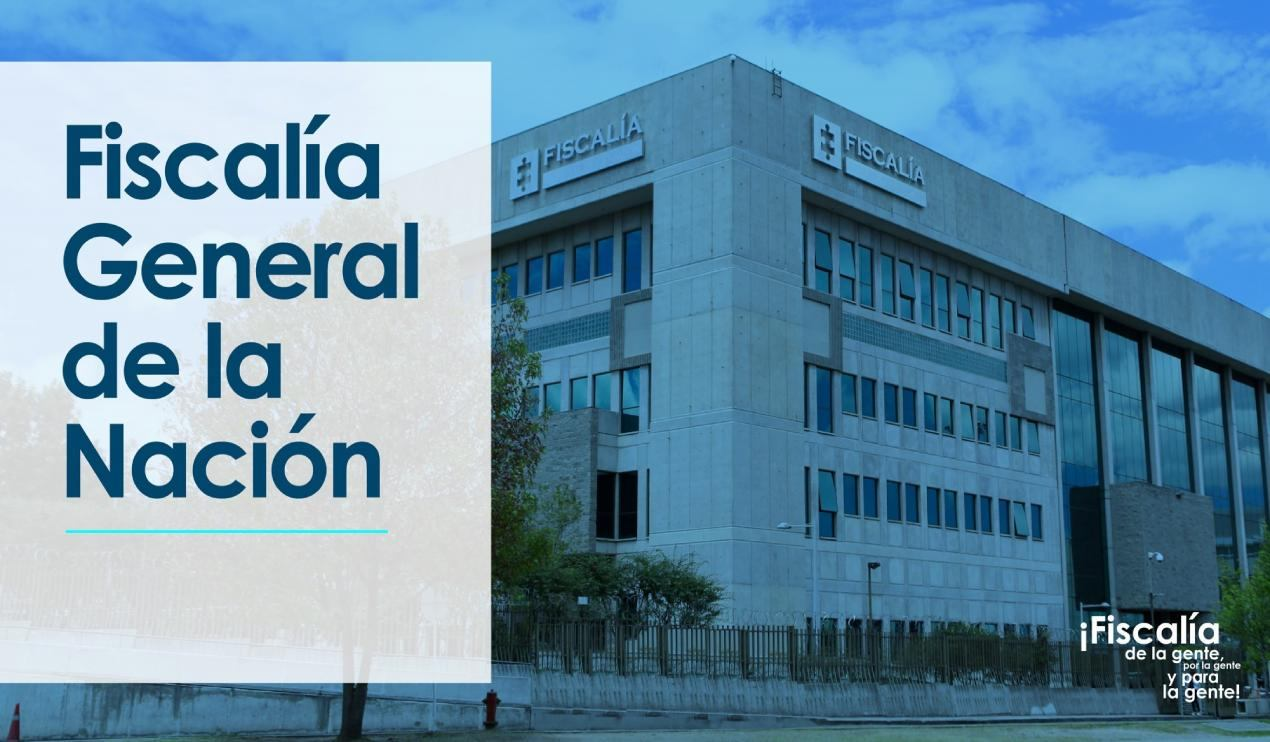 Fiscalía
General
de la
Nación
FISCALÍA
FISCALÍA
¡Fiscalía
de la gente,
por la gente
y para
la gente!